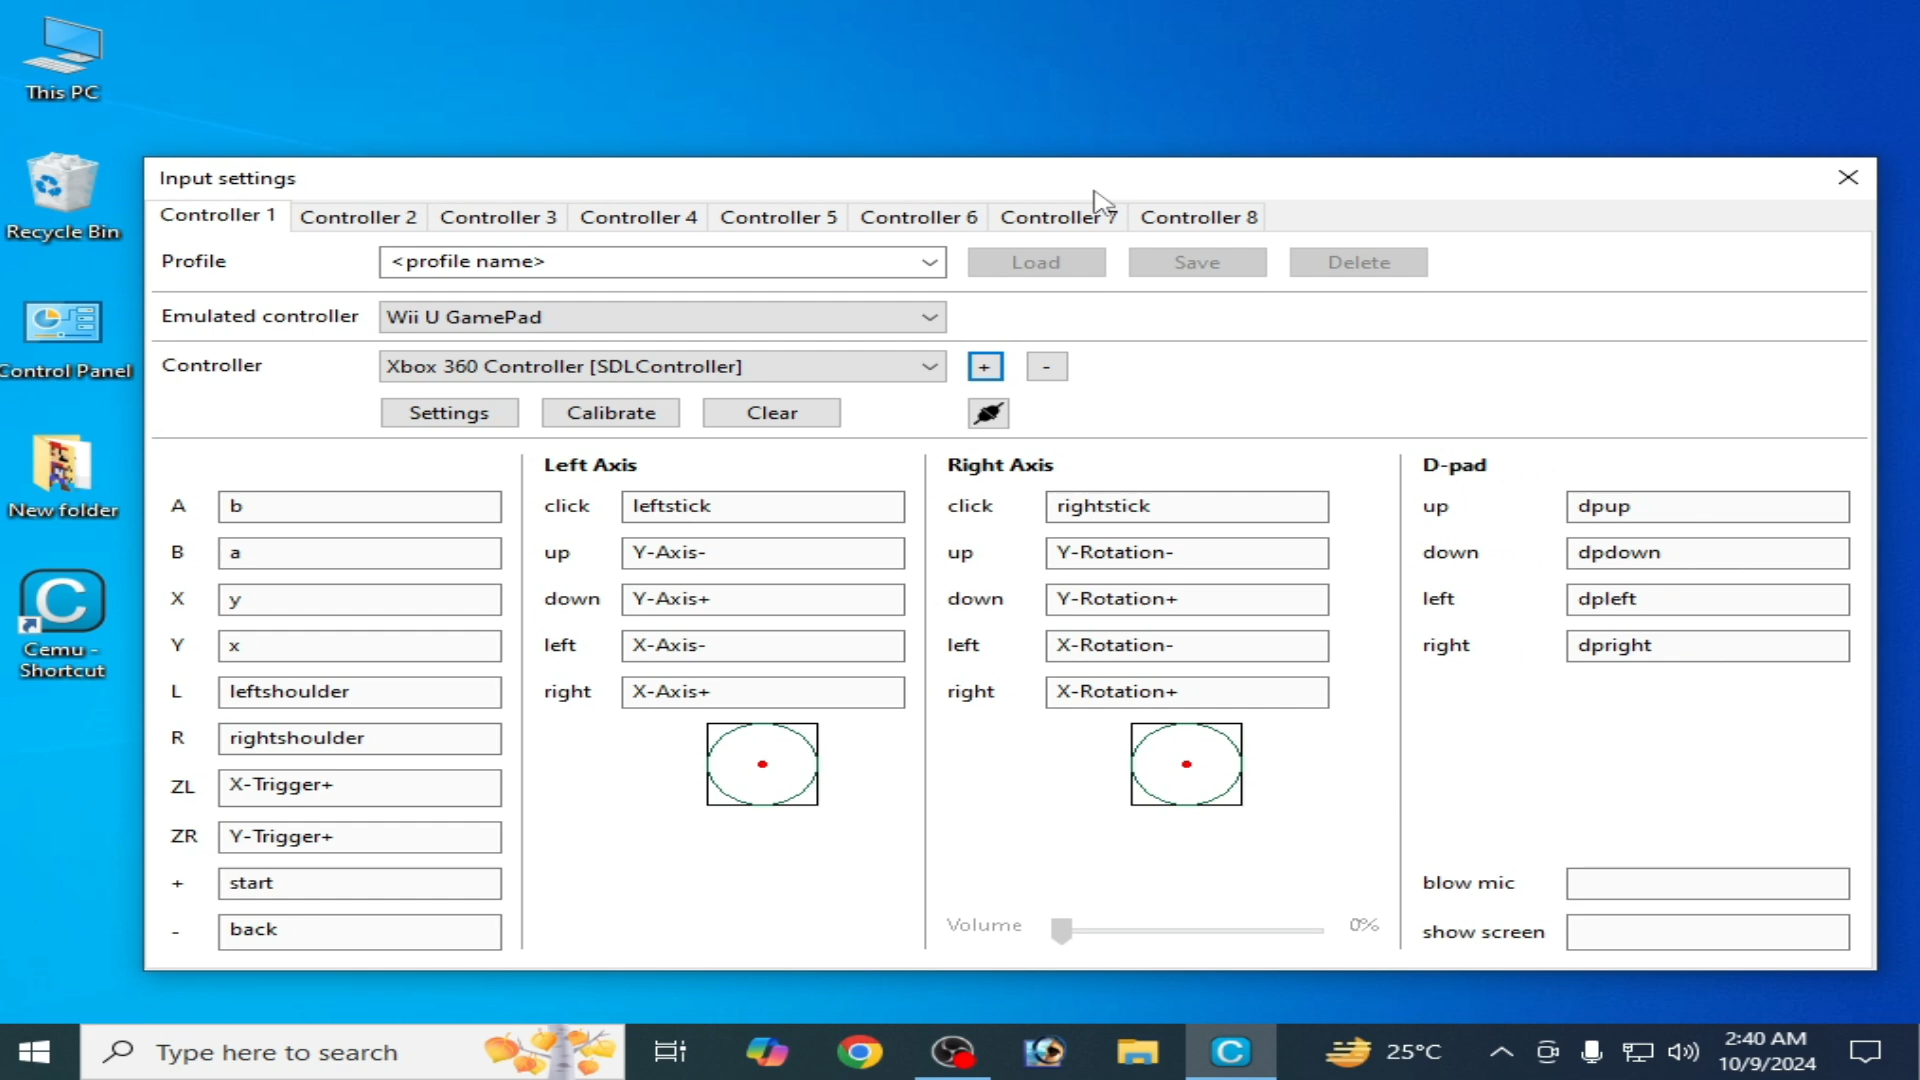 This PC
Recycle Bin
Control Panel
New folder
Cemu -
Shortcut
Input settings
Controller 1 Controller 2 Controller 3 Controller 4 Controller 5 Controller 6 Controller 7 Controller 8
Profile <profile name> Load Save Delete
Emulated controller Wii U GamePad
Controller Xbox 360 Controller [SDLController] + -
Settings Calibrate Clear
A b
B a
X y
Y x
L leftshoulder
R rightshoulder
ZL X-Trigger+
ZR Y-Trigger+
+ start
- back
Left Axis
click leftstick
up Y-Axis-
down Y-Axis+
left X-Axis-
right X-Axis+
Right Axis
click rightstick
up Y-Rotation-
down Y-Rotation+
left X-Rotation-
right X-Rotation+
Volume 0%
D-pad
up dpup
down dpdown
left dpleft
right dpright
blow mic
show screen
Type here to search
25°C
2:40 AM
10/9/2024